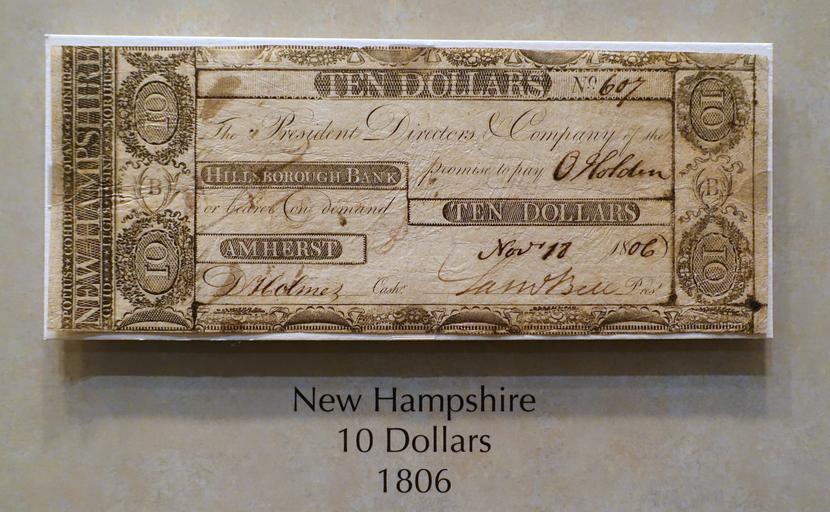 TEN DOLLARS No 607
The President Directors & Company of the
HILLSBOROUGH BANK promise to pay O Holden
or bearer on demand TEN DOLLARS
AMHERST Nov 18 1806
D Holmes Cashr Saml Bell Prest
NEW HAMPSHIRE
10
B
10
10
B
10
New Hampshire
10 Dollars
1806